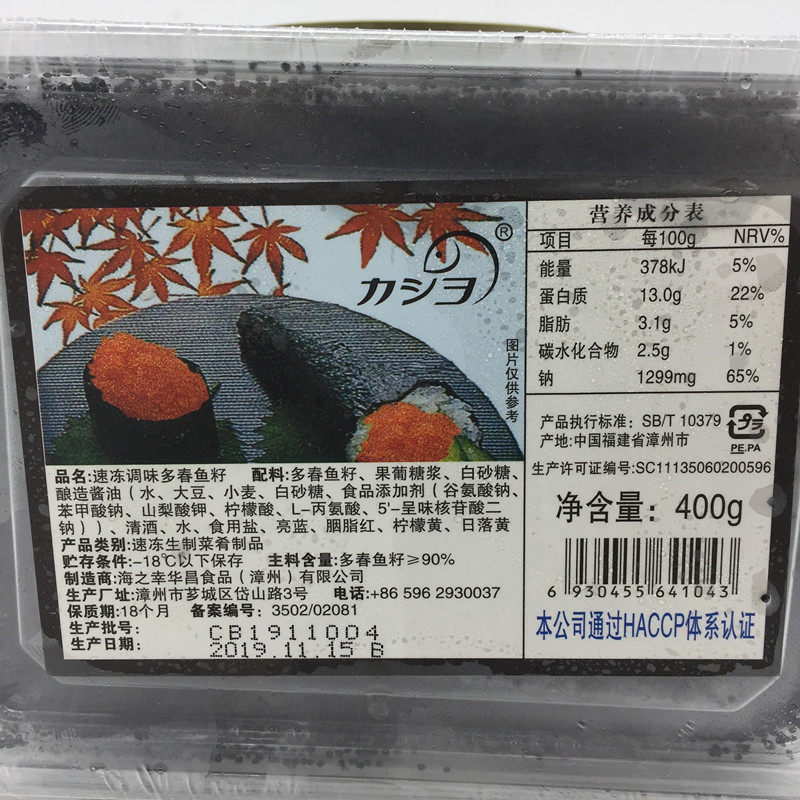 カシヨ®
图片仅供参考
品名:速冻调味多春鱼籽 配料:多春鱼籽、果葡糖浆、白砂糖、
酿造酱油（水、大豆、小麦、白砂糖、食品添加剂（谷氨酸钠、
苯甲酸钠、山梨酸钾、柠檬酸、L-丙氨酸、5'-呈味核苷酸二
钠））、清酒、水、食用盐、亮蓝、胭脂红、柠檬黄、日落黄
产品类别:速冻生制菜肴制品
贮存条件:-18℃以下保存 主料含量:多春鱼籽≥90%
制造商:海之幸华昌食品（漳州）有限公司
生产厂址:漳州市芗城区岱山路3号 电话:+86 596 2930037
保质期:18个月 备案编号: 3502/02081
生产批号: CB1911004
生产日期: 2019.11.15 B
营养成分表
项目 每100g NRV%
能量 378kJ 5%
蛋白质 13.0g 22%
脂肪 3.1g 5%
碳水化合物 2.5g 1%
钠 1299mg 65%
产品执行标准: SB/T 10379
产地:中国福建省漳州市
プラ
PE.PA
生产许可证编号:SC11135060200596
净含量: 400g
6 930455 641043
本公司通过HACCP体系认证